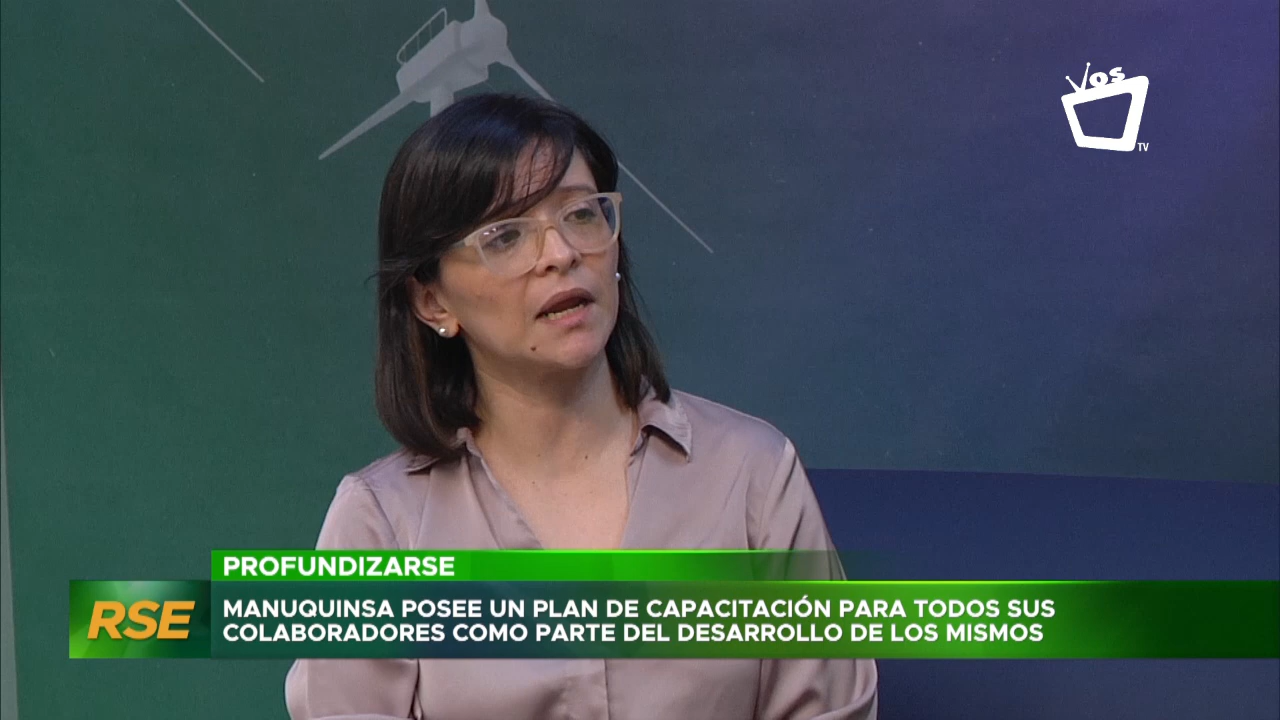 VOS
TV
PROFUNDIZARSE
RSE
MANUQUINSA POSEE UN PLAN DE CAPACITACIÓN PARA TODOS SUS
COLABORADORES COMO PARTE DEL DESARROLLO DE LOS MISMOS